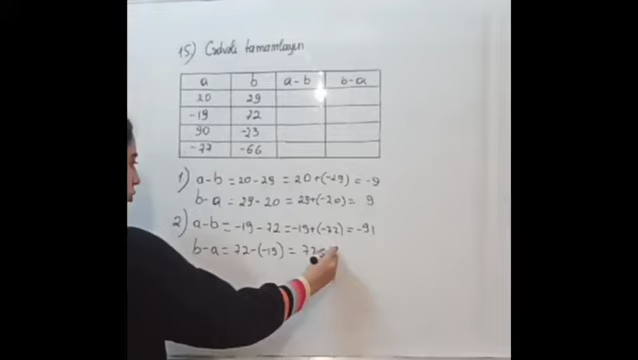 15) Cədvəli tamamlayın
a b a-b b-a
20 29
-19 72
90 -23
-77 -66
1) a-b = 20-29 = 20+(-29) = -9
b-a = 29-20 = 29+(-20) = 9
2) a-b = -19-72 = -19+(-72) = -91
b-a = 72-(-19) = 72